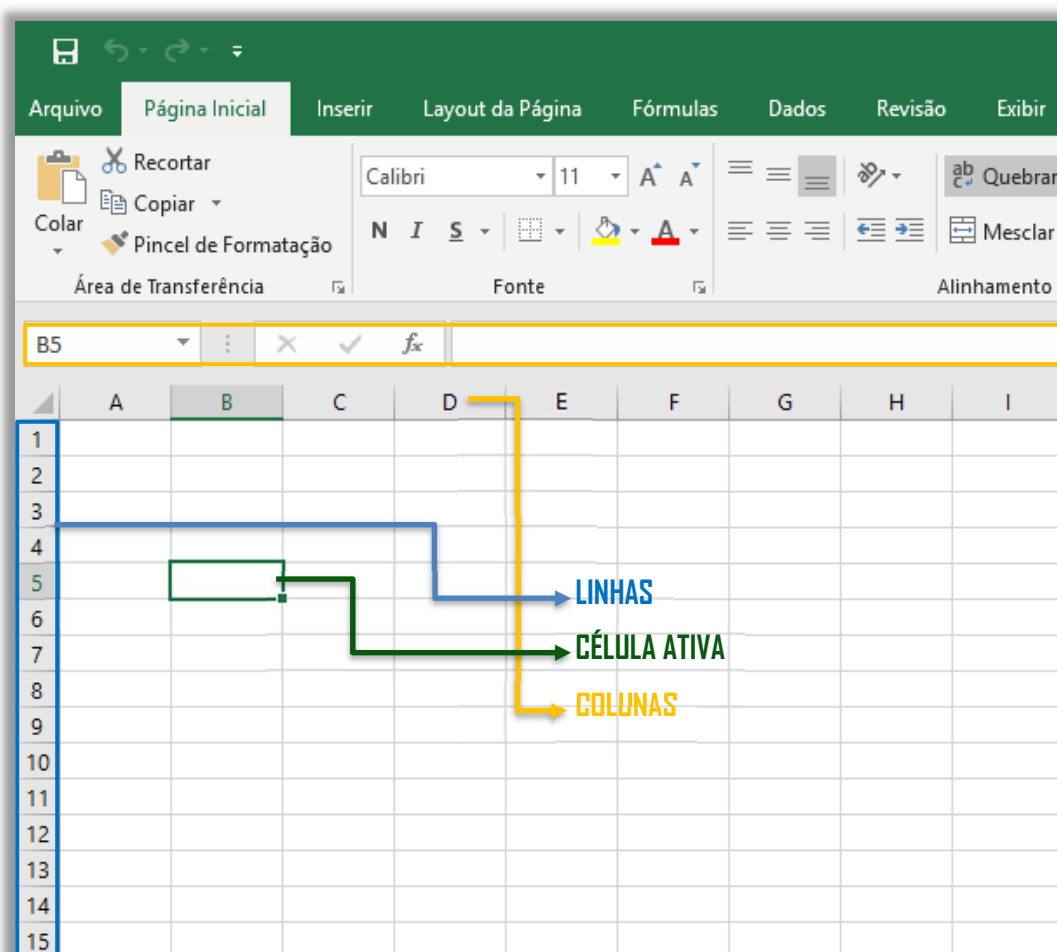 Arquivo Página Inicial Inserir Layout da Página Fórmulas Dados Revisão Exibir
Colar
Recortar
Copiar
Pincel de Formatação
Área de Transferência
Calibri 11 A A
N I S A
Fonte
ab c Quebrar
Mesclar
Alinhamento
B5 fx
A B C D E F G H I
1
2
3
4
5
LINHAS
6
CÉLULA ATIVA
7
8
COLUNAS
9
10
11
12
13
14
15